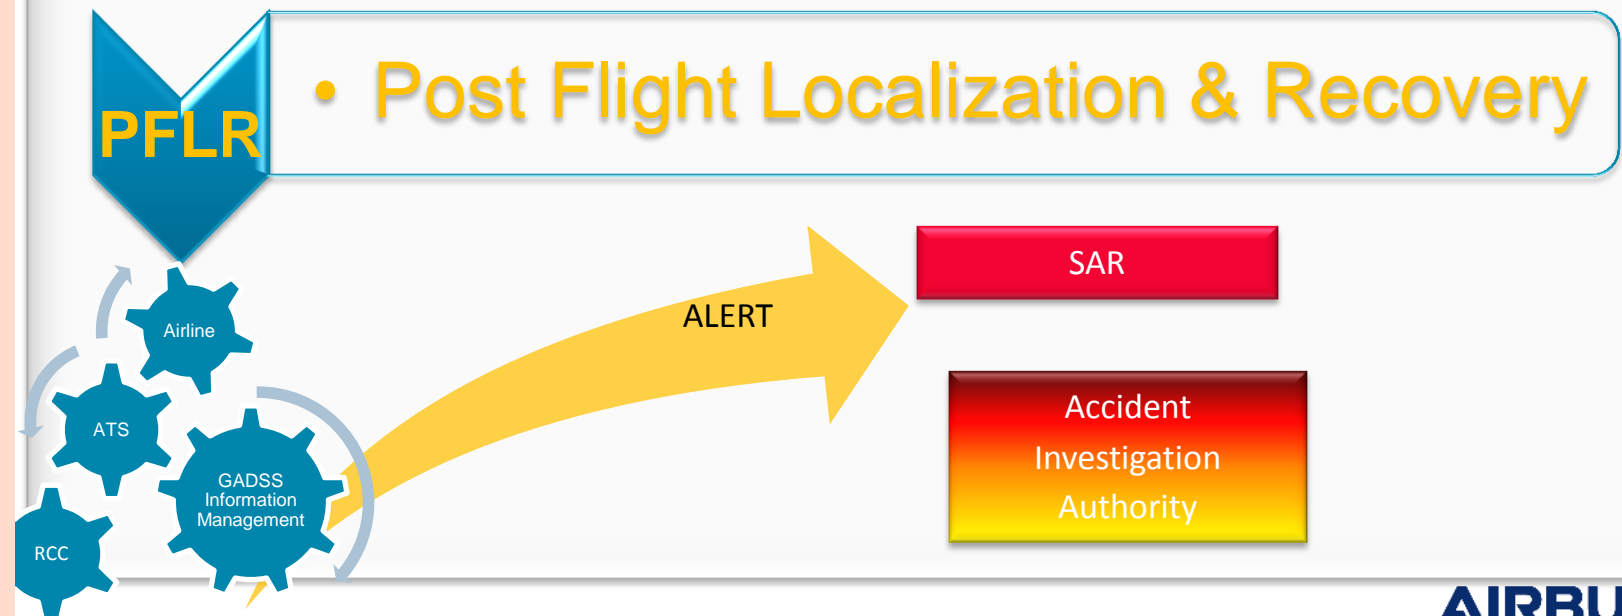 PFLR
• Post Flight Localization & Recovery
SAR
ALERT
Airline
Accident
Investigation
Authority
ATS
GADSS
Information
Management
RCC